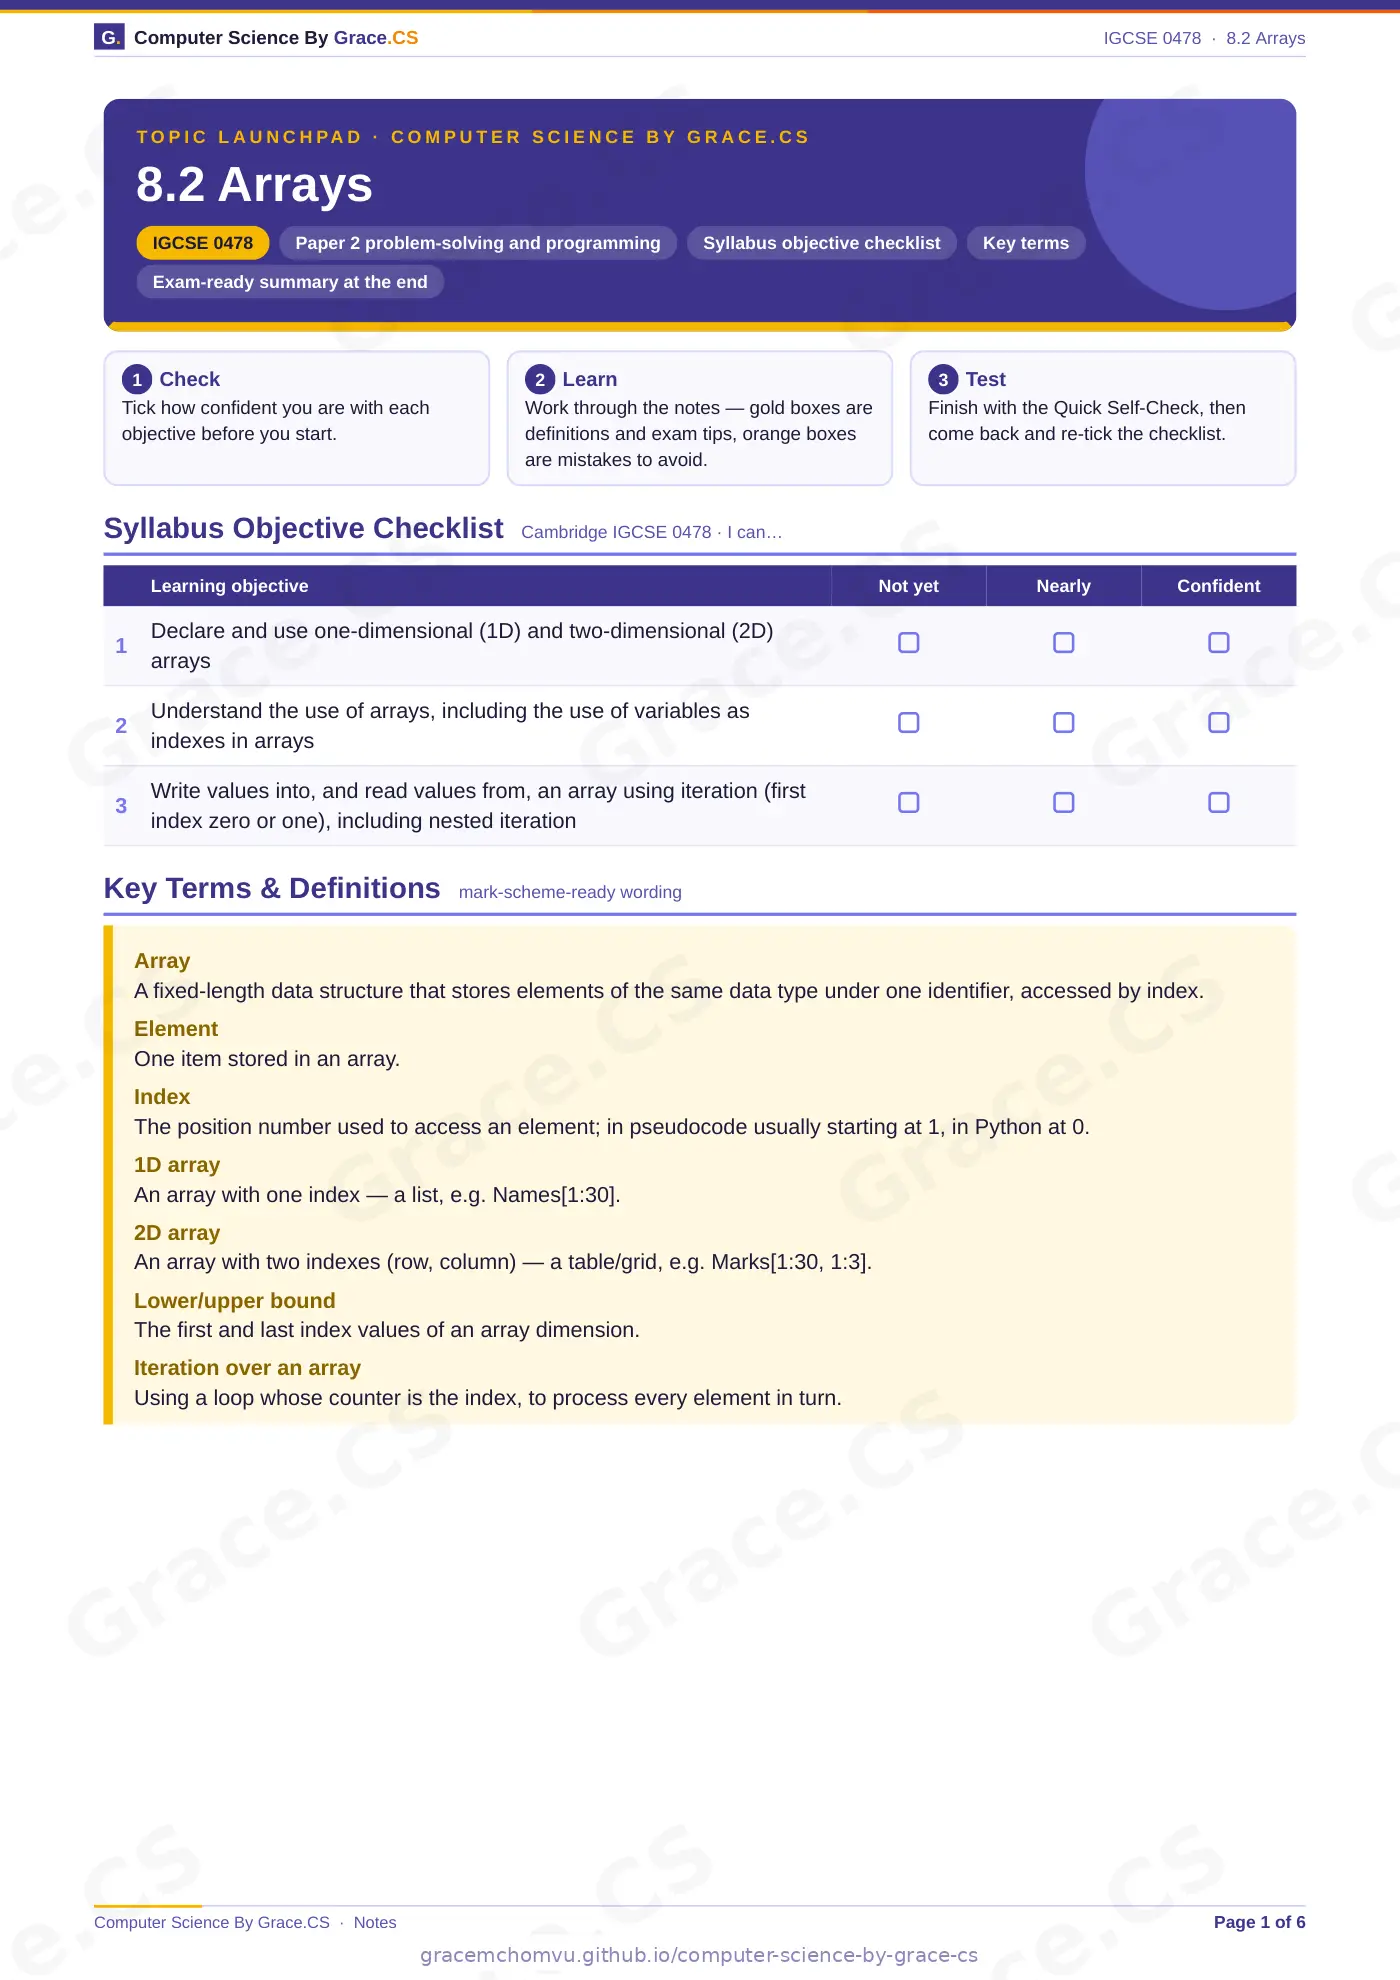 G. Computer Science By Grace.CS
IGCSE 0478 · 8.2 Arrays
TOPIC LAUNCHPAD · COMPUTER SCIENCE BY GRACE.CS
8.2 Arrays
IGCSE 0478 Paper 2 problem-solving and programming Syllabus objective checklist Key terms
Exam-ready summary at the end
1 Check
Tick how confident you are with each
objective before you start.
2 Learn
Work through the notes — gold boxes are
definitions and exam tips, orange boxes
are mistakes to avoid.
3 Test
Finish with the Quick Self-Check, then
come back and re-tick the checklist.
Syllabus Objective Checklist Cambridge IGCSE 0478 · I can…
Learning objective Not yet Nearly Confident
1 Declare and use one-dimensional (1D) and two-dimensional (2D)
arrays
2 Understand the use of arrays, including the use of variables as
indexes in arrays
3 Write values into, and read values from, an array using iteration (first
index zero or one), including nested iteration
Key Terms & Definitions mark-scheme-ready wording
Array
A fixed-length data structure that stores elements of the same data type under one identifier, accessed by index.
Element
One item stored in an array.
Index
The position number used to access an element; in pseudocode usually starting at 1, in Python at 0.
1D array
An array with one index — a list, e.g. Names[1:30].
2D array
An array with two indexes (row, column) — a table/grid, e.g. Marks[1:30, 1:3].
Lower/upper bound
The first and last index values of an array dimension.
Iteration over an array
Using a loop whose counter is the index, to process every element in turn.
Computer Science By Grace.CS · Notes
Page 1 of 6
gracemchomvu.github.io/computer-science-by-grace-cs